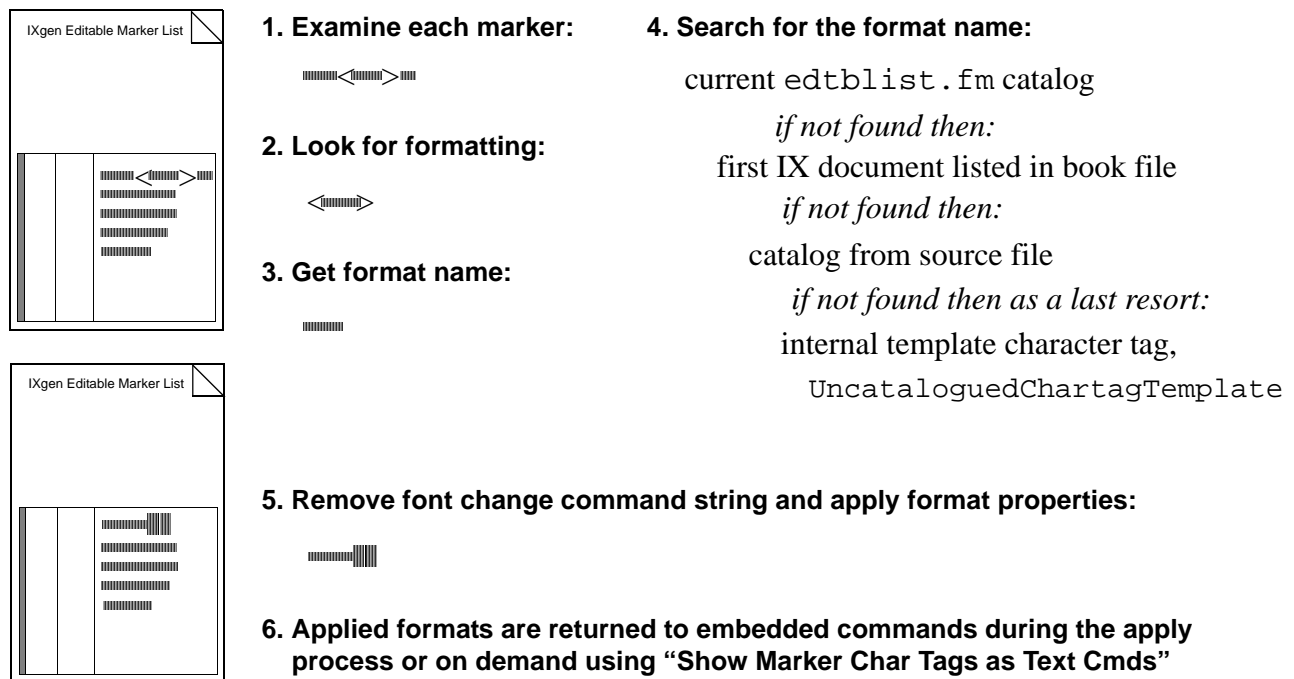 IXgen Editable Marker List
1. Examine each marker:
< >
2. Look for formatting:
< >
3. Get format name:
4. Search for the format name:
current edtblist.fm catalog
if not found then:
first IX document listed in book file
if not found then:
catalog from source file
if not found then as a last resort:
internal template character tag,
UncataloguedChartagTemplate
< >
IXgen Editable Marker List
5. Remove font change command string and apply format properties:
6. Applied formats are returned to embedded commands during the apply
process or on demand using “Show Marker Char Tags as Text Cmds”